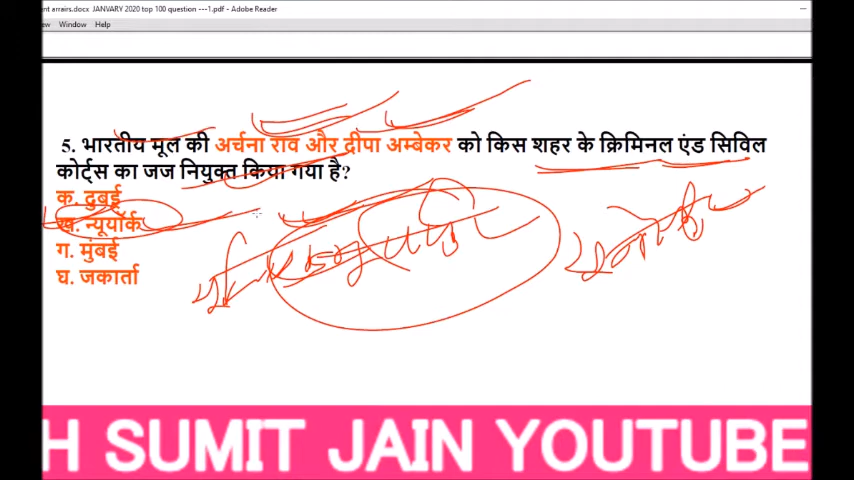 ent arrairs.docx JANVARY 2020 top 100 question ---1.pdf - Adobe Reader
ew Window Help
5. भारतीय मूल की अर्चना राव और द्रीपा अम्बेकर को किस शहर के क्रिमिनल एंड सिविल
कोर्ट्स का जज नियुक्त किया गया है?
क. दुबई
ख. न्यूयॉर्क
ग. मुंबई
घ. जकार्ता
H SUMIT JAIN YOUTUBE